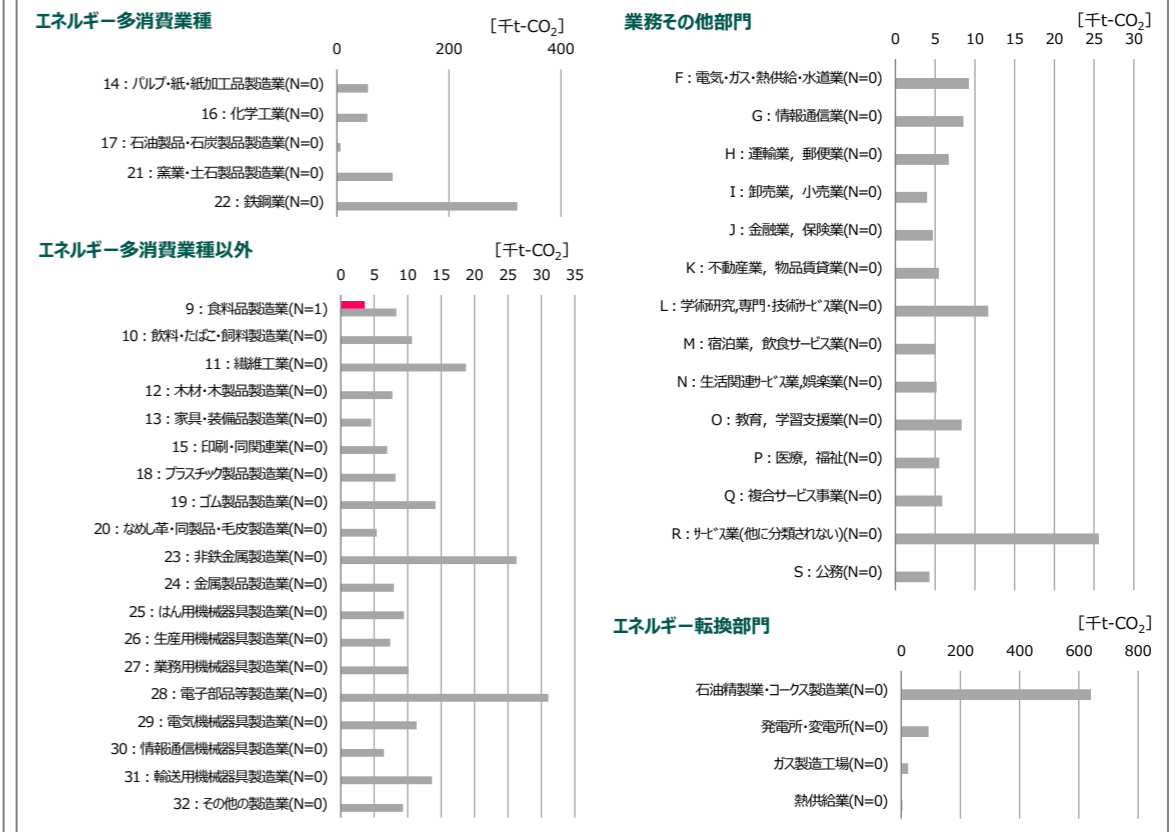 エネルギー多消費業種
[千t-CO2]
0 200 400
14：パルプ・紙・紙加工品製造業(N=0)
16：化学工業(N=0)
17：石油製品・石炭製品製造業(N=0)
21：窯業・土石製品製造業(N=0)
22：鉄鋼業(N=0)
エネルギー多消費業種以外
[千t-CO2]
0 5 10 15 20 25 30 35
9：食料品製造業(N=1)
10：飲料・たばこ・飼料製造業(N=0)
11：繊維工業(N=0)
12：木材・木製品製造業(N=0)
13：家具・装備品製造業(N=0)
15：印刷・同関連業(N=0)
18：プラスチック製品製造業(N=0)
19：ゴム製品製造業(N=0)
20：なめし革・同製品・毛皮製造業(N=0)
23：非鉄金属製造業(N=0)
24：金属製品製造業(N=0)
25：はん用機械器具製造業(N=0)
26：生産用機械器具製造業(N=0)
27：業務用機械器具製造業(N=0)
28：電子部品等製造業(N=0)
29：電気機械器具製造業(N=0)
30：情報通信機械器具製造業(N=0)
31：輸送用機械器具製造業(N=0)
32：その他の製造業(N=0)
業務その他部門
[千t-CO2]
0 5 10 15 20 25 30
F：電気・ガス・熱供給・水道業(N=0)
G：情報通信業(N=0)
H：運輸業，郵便業(N=0)
I：卸売業，小売業(N=0)
J：金融業，保険業(N=0)
K：不動産業，物品賃貸業(N=0)
L：学術研究,専門・技術サービス業(N=0)
M：宿泊業，飲食サービス業(N=0)
N：生活関連サービス業,娯楽業(N=0)
O：教育，学習支援業(N=0)
P：医療，福祉(N=0)
Q：複合サービス事業(N=0)
R：サービス業(他に分類されない)(N=0)
S：公務(N=0)
エネルギー転換部門
[千t-CO2]
0 200 400 600 800
石油精製業・コークス製造業(N=0)
発電所・変電所(N=0)
ガス製造工場(N=0)
熱供給業(N=0)